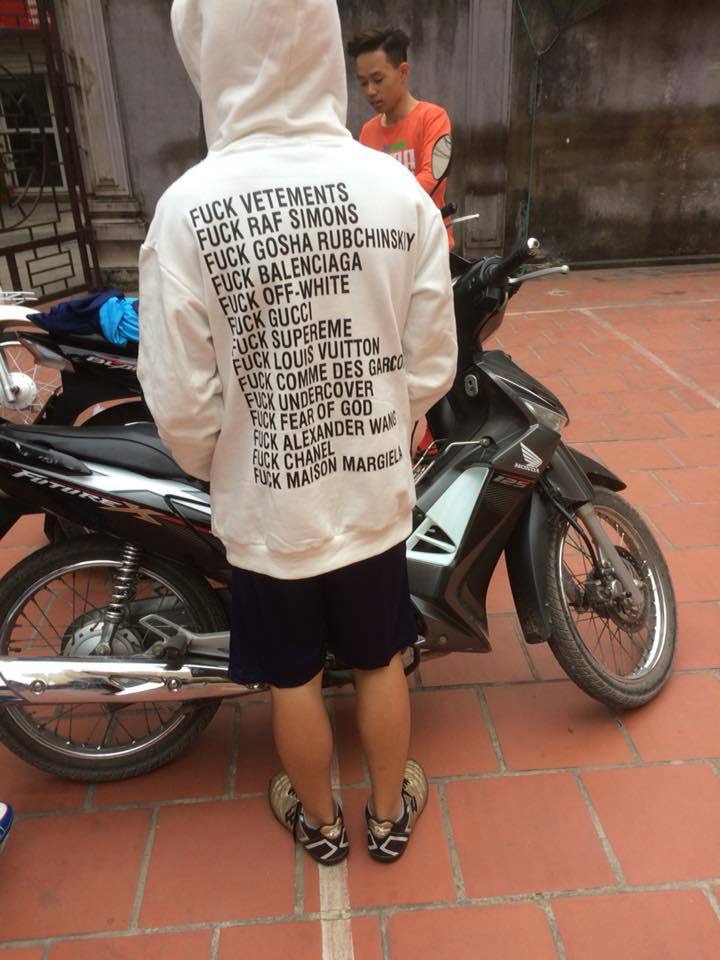 FUCK VETEMENTS
FUCK RAF SIMONS
FUCK GOSHA RUBCHINSKIY
FUCK BALENCIAGA
FUCK OFF-WHITE
FUCK GUCCI
FUCK SUPEREME
FUCK LOUIS VUITTON
FUCK COMME DES GARCO
FUCK UNDERCOVER
FUCK FEAR OF GOD
FUCK ALEXANDER WANG
FUCK CHANEL
FUCK MAISON MARGIELA
HONDA
125
FUTURE X